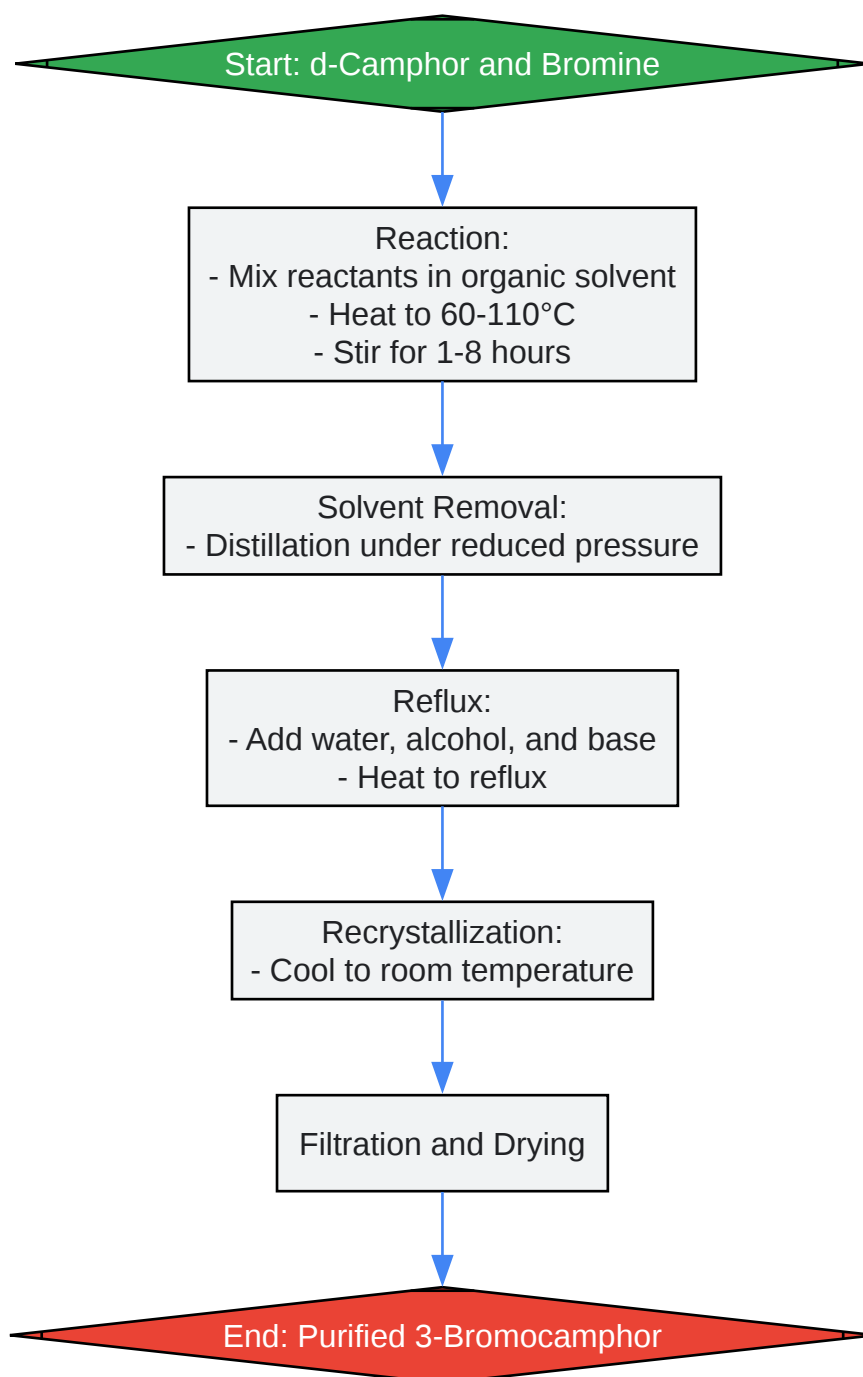 Start: d-Camphor and Bromine
Reaction:
- Mix reactants in organic solvent
- Heat to 60-110°C
- Stir for 1-8 hours
Solvent Removal:
- Distillation under reduced pressure
Reflux:
- Add water, alcohol, and base
- Heat to reflux
Recrystallization:
- Cool to room temperature
Filtration and Drying
End: Purified 3-Bromocamphor